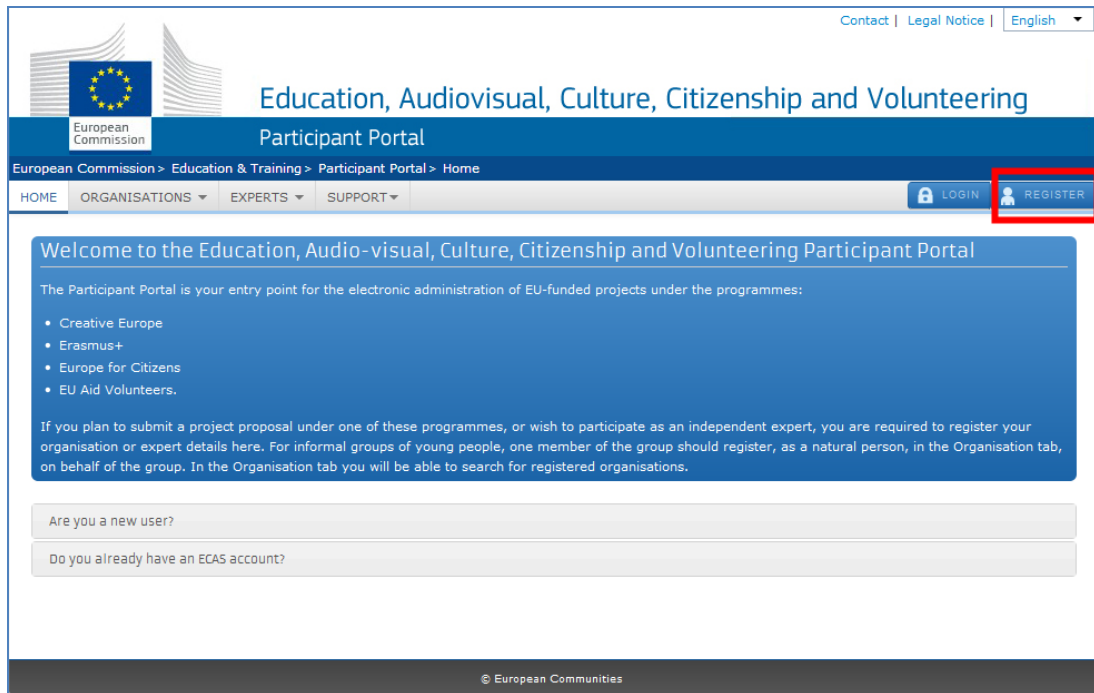 Contact | Legal Notice | English
Education, Audiovisual, Culture, Citizenship and Volunteering
European
Commission
Participant Portal
European Commission > Education & Training > Participant Portal > Home
HOME ORGANISATIONS EXPERTS SUPPORT LOGIN REGISTER
Welcome to the Education, Audio-visual, Culture, Citizenship and Volunteering Participant Portal
The Participant Portal is your entry point for the electronic administration of EU-funded projects under the programmes:
• Creative Europe
• Erasmus+
• Europe for Citizens
• EU Aid Volunteers.
If you plan to submit a project proposal under one of these programmes, or wish to participate as an independent expert, you are required to register your
organisation or expert details here. For informal groups of young people, one member of the group should register, as a natural person, in the Organisation tab,
on behalf of the group. In the Organisation tab you will be able to search for registered organisations.
Are you a new user?
Do you already have an ECAS account?
© European Communities